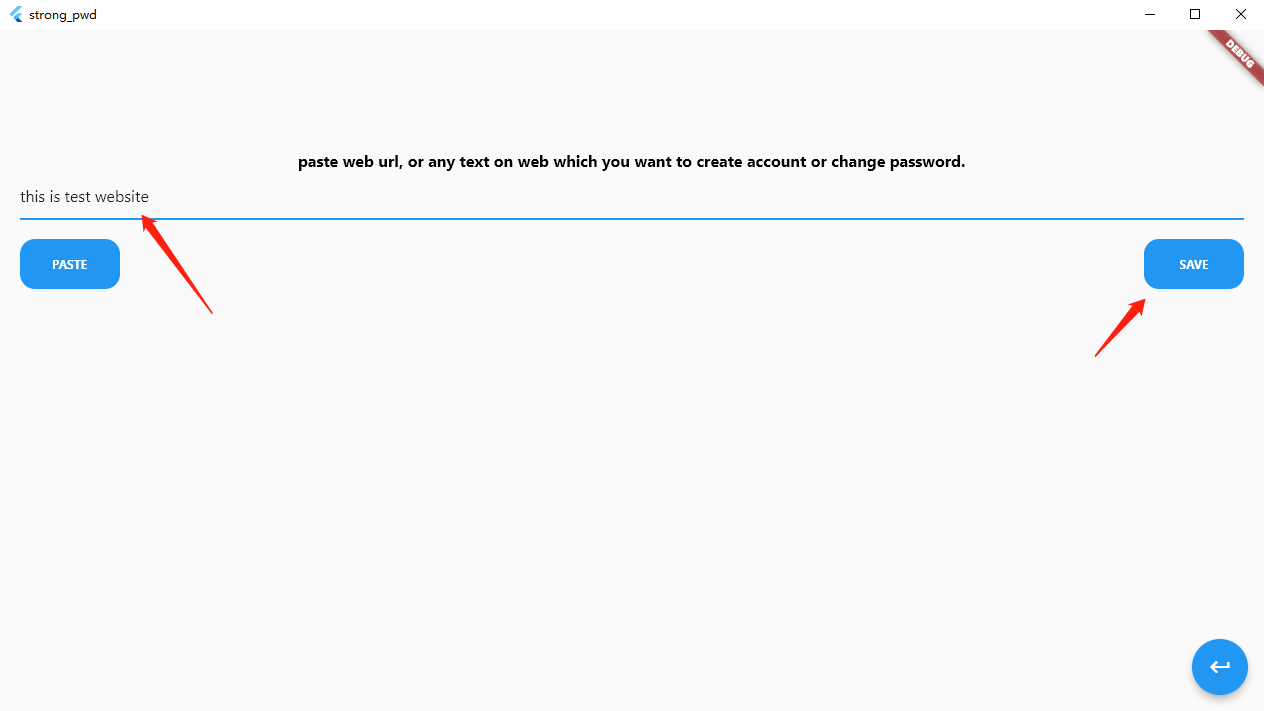 strong_pwd
DEBUG
paste web url, or any text on web which you want to create account or change password.
this is test website
PASTE
SAVE